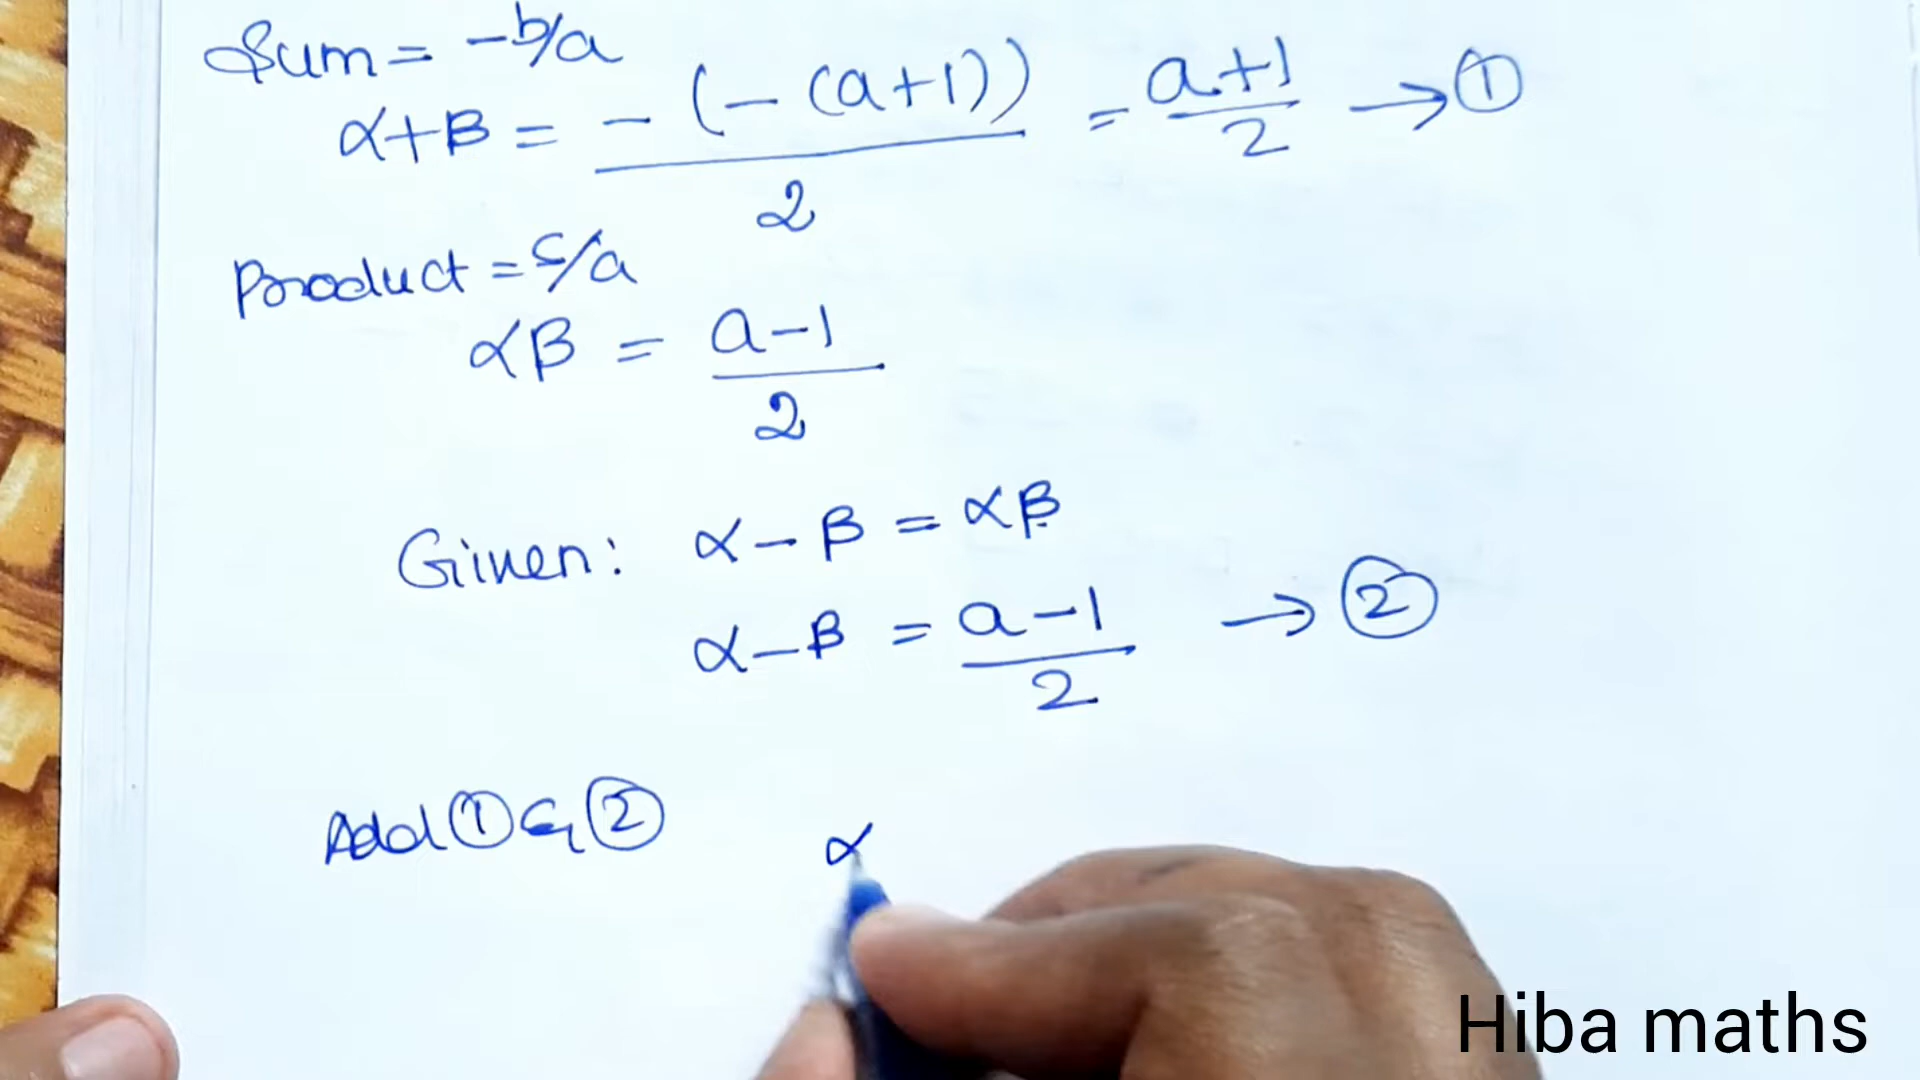 Sum = -b/a
α+β = -(-(a+1))/2 = a+1/2 → ①
Product = c/a
αβ = a-1/2
Given: α-β = αβ
α-β = a-1/2 → ②
Add ① & ② α
Hiba maths